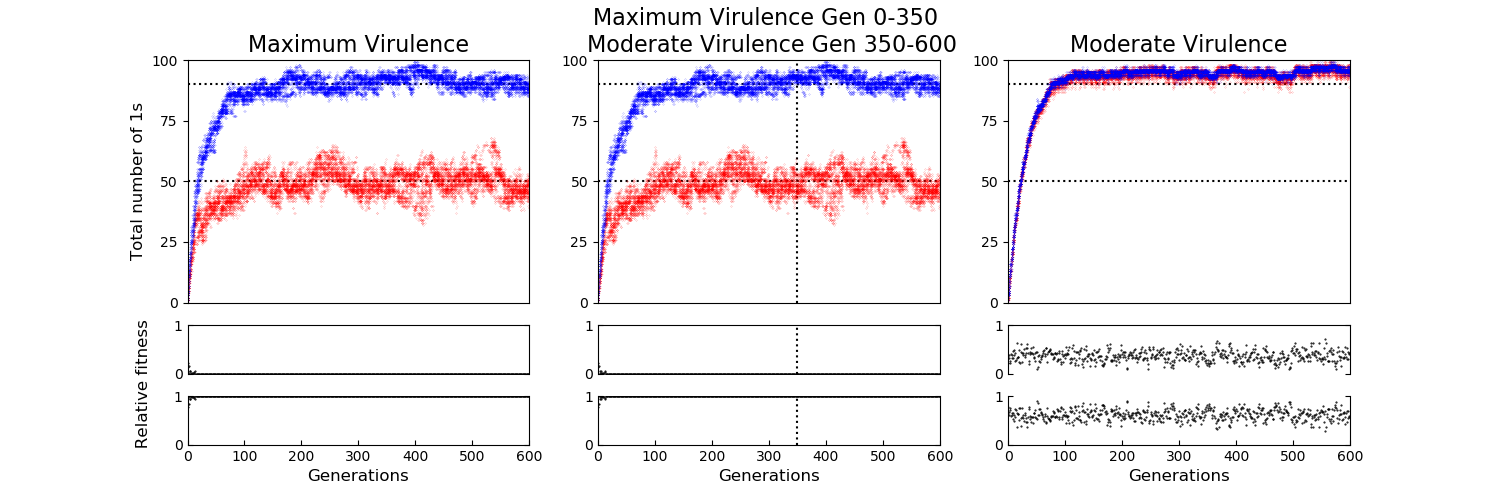 Maximum Virulence
Maximum Virulence Gen 0-350
Moderate Virulence Gen 350-600
Moderate Virulence
Total number of 1s
100
75
50
25
0
100
75
50
25
0
100
75
50
25
0
Relative fitness
1
0
1
0
1
0
1
0
1
0
1
0
0 100 200 300 400 500 600
0 100 200 300 400 500 600
0 100 200 300 400 500 600
Generations
Generations
Generations